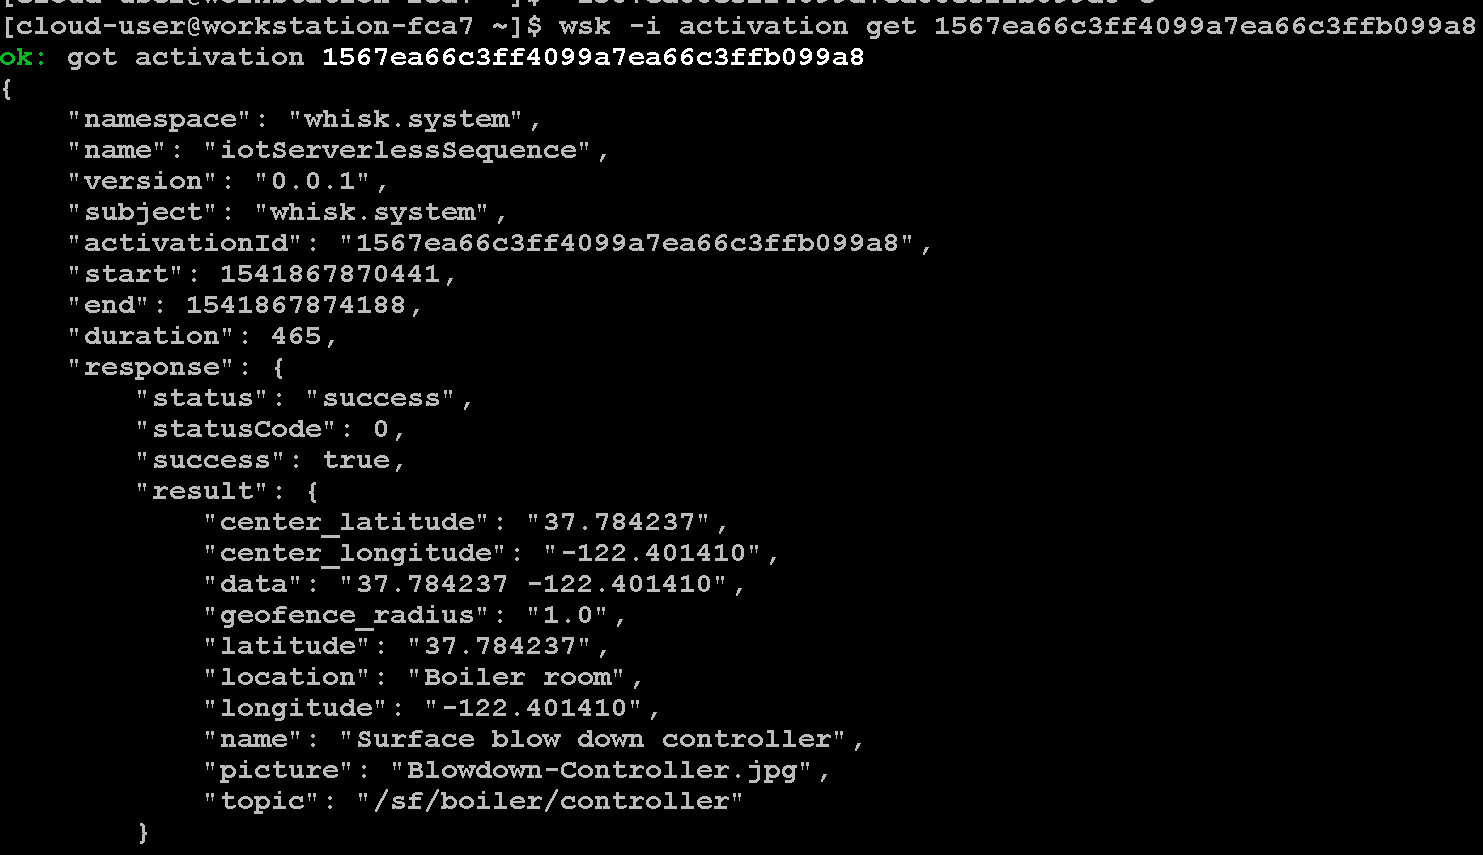 [cloud-user@workstation-fca7 ~]$ wsk -i activation get 1567ea66c3ff4099a7ea66c3ffb099a8
ok: got activation 1567ea66c3ff4099a7ea66c3ffb099a8
{
    "namespace": "whisk.system",
    "name": "iotServerlessSequence",
    "version": "0.0.1",
    "subject": "whisk.system",
    "activationId": "1567ea66c3ff4099a7ea66c3ffb099a8",
    "start": 1541867870441,
    "end": 1541867874188,
    "duration": 465,
    "response": {
        "status": "success",
        "statusCode": 0,
        "success": true,
        "result": {
            "center_latitude": "37.784237",
            "center_longitude": "-122.401410",
            "data": "37.784237 -122.401410",
            "geofence_radius": "1.0",
            "latitude": "37.784237",
            "location": "Boiler room",
            "longitude": "-122.401410",
            "name": "Surface blow down controller",
            "picture": "Blowdown-Controller.jpg",
            "topic": "/sf/boiler/controller"
        }